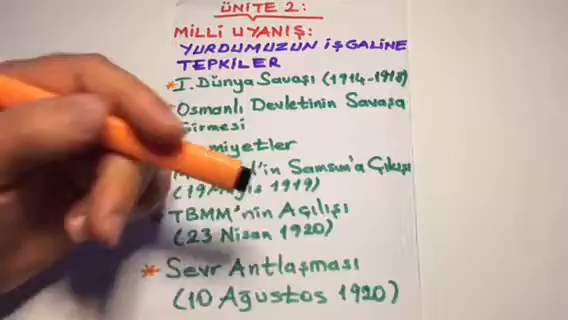 ÜNİTE 2:
MİLLİ UYANIŞ:
YURDUMUZUN İŞGALİNE
TEPKİLER
* I. Dünya Savaşı (1914-1918)
Osmanlı Devletinin Savaşa
Girmesi
'in Samsun'a Çıkışı
(19 Mayıs 1919)
* TBMM'nin Açılışı
(23 Nisan 1920)
* Sevr Antlaşması
(10 Ağustos 1920)